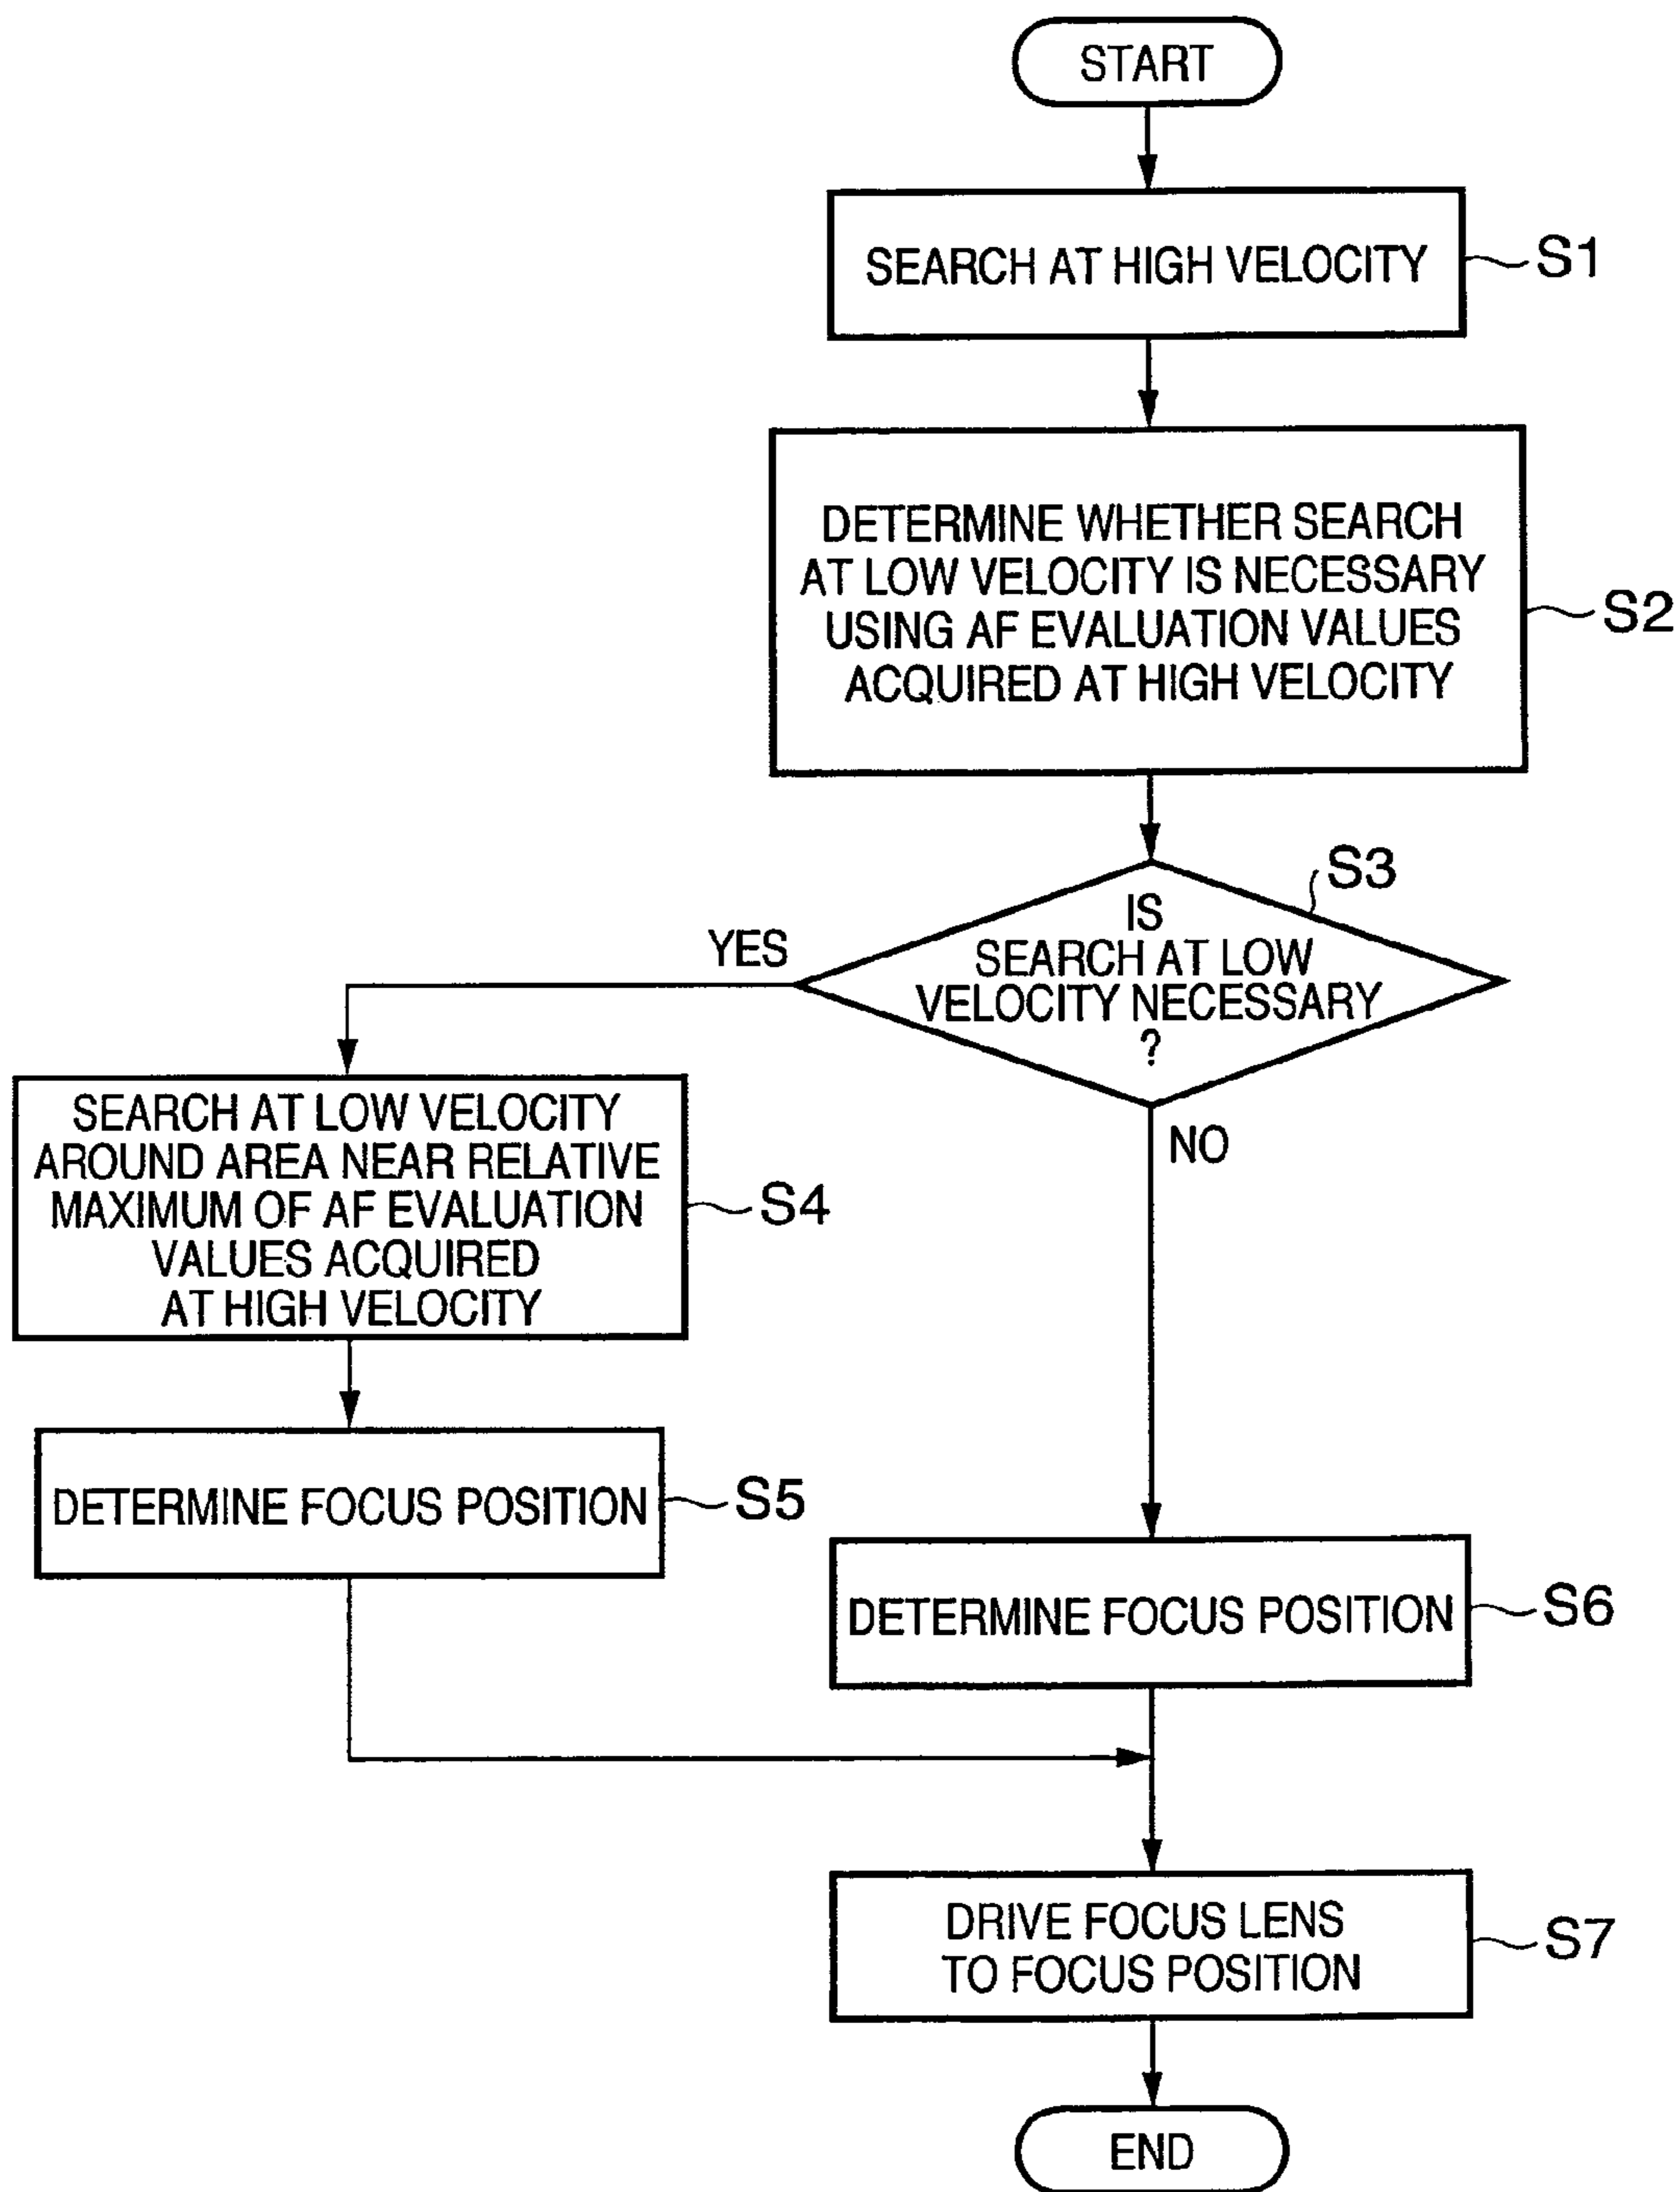 START
SEARCH AT HIGH VELOCITY
S1
DETERMINE WHETHER SEARCH
AT LOW VELOCITY IS NECESSARY
USING AF EVALUATION VALUES
ACQUIRED AT HIGH VELOCITY
S2
S3
IS
SEARCH AT LOW
VELOCITY NECESSARY
?
YES
NO
SEARCH AT LOW VELOCITY
AROUND AREA NEAR RELATIVE
MAXIMUM OF AF EVALUATION
VALUES ACQUIRED
AT HIGH VELOCITY
S4
DETERMINE FOCUS POSITION
S5
DETERMINE FOCUS POSITION
S6
DRIVE FOCUS LENS
TO FOCUS POSITION
S7
END